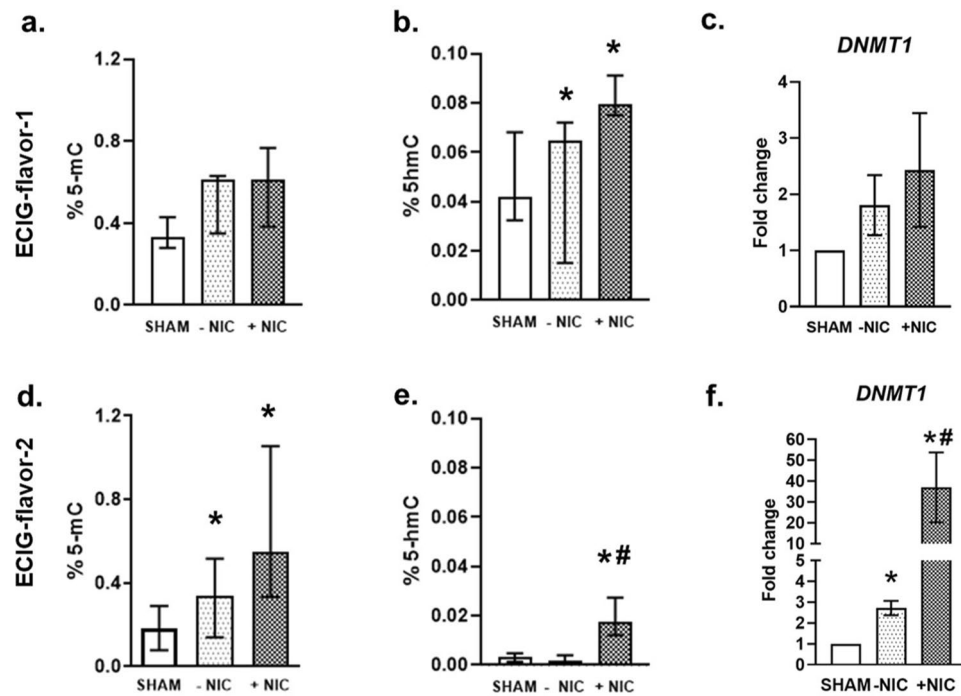 a.
ECIG-flavor-1
% 5-mC
1.2
0.8
0.4
0.0
SHAM - NIC + NIC
b.
% 5hmC
0.10
0.08
0.06
0.04
0.02
0.00
* *
SHAM - NIC + NIC
c.
DNMT1
Fold change
4
3
2
1
0
SHAM -NIC +NIC
d.
ECIG-flavor-2
% 5-mC
1.2
0.8
0.4
0.0
* *
SHAM - NIC + NIC
e.
% 5-hmC
0.10
0.08
0.06
0.04
0.02
0.00
*#
SHAM - NIC + NIC
f.
DNMT1
Fold change
60
50
40
30
20
10
5
4
3
2
1
0
*
*#
SHAM-NIC +NIC